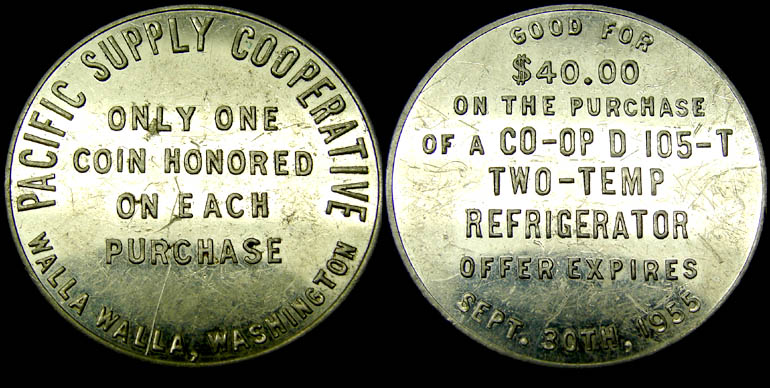 PACIFIC SUPPLY COOPERATIVE
ONLY ONE
COIN HONORED
ON EACH
PURCHASE
WALLA WALLA, WASHINGTON
GOOD FOR
$40.00
ON THE PURCHASE
OF A CO-OP D 105-T
TWO-TEMP
REFRIGERATOR
OFFER EXPIRES
SEPT. 30TH, 1955